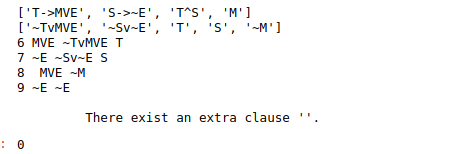 ['T->MVE', 'S->~E', 'T^S', 'M']
['~TvMVE', '~Sv~E', 'T', 'S', '~M']
6 MVE ~TvMVE T
7 ~E ~Sv~E S
8  MVE ~M
9 ~E ~E
There exist an extra clause ''.
: 0